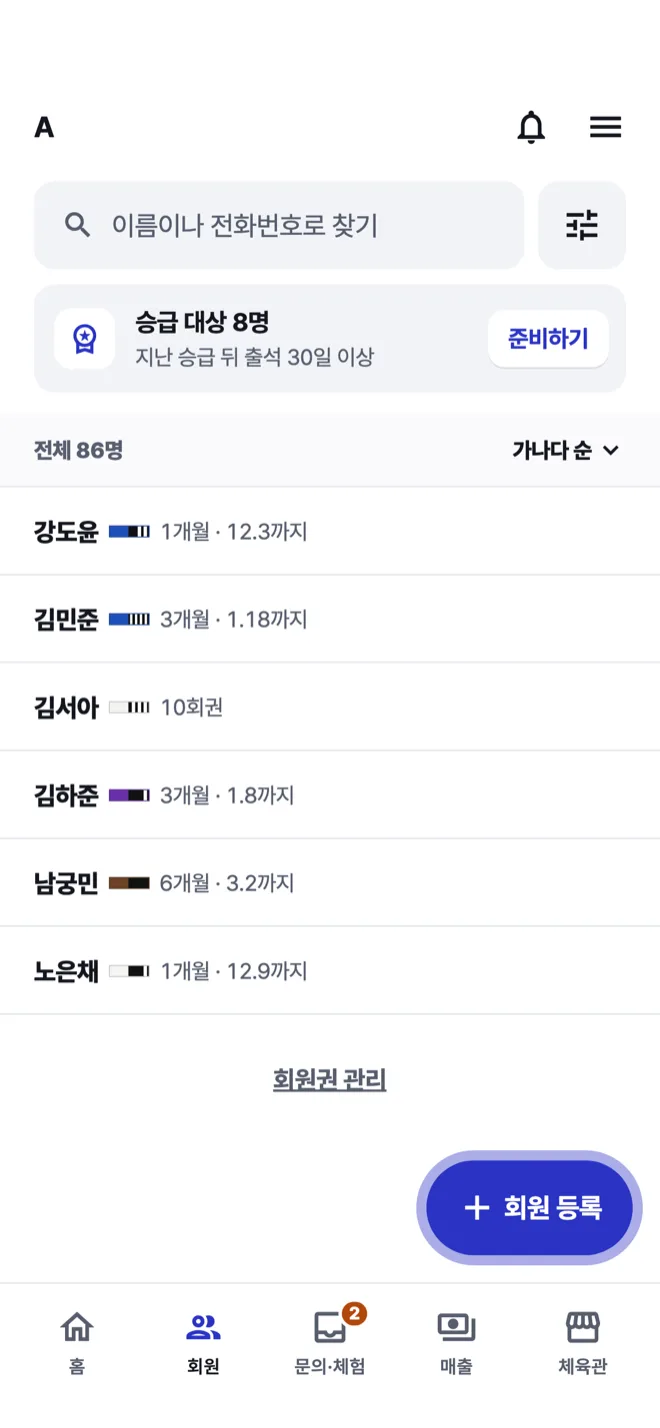 A
이름이나 전화번호로 찾기
승급 대상 8명
지난 승급 뒤 출석 30일 이상
준비하기
전체 86명
가나다 순
강도윤 1개월 · 12.3까지
김민준 3개월 · 1.18까지
김서아 10회권
김하준 3개월 · 1.8까지
남궁민 6개월 · 3.2까지
노은채 1개월 · 12.9까지
회원권 관리
+ 회원 등록
2
홈
회원
문의·체험
매출
체육관